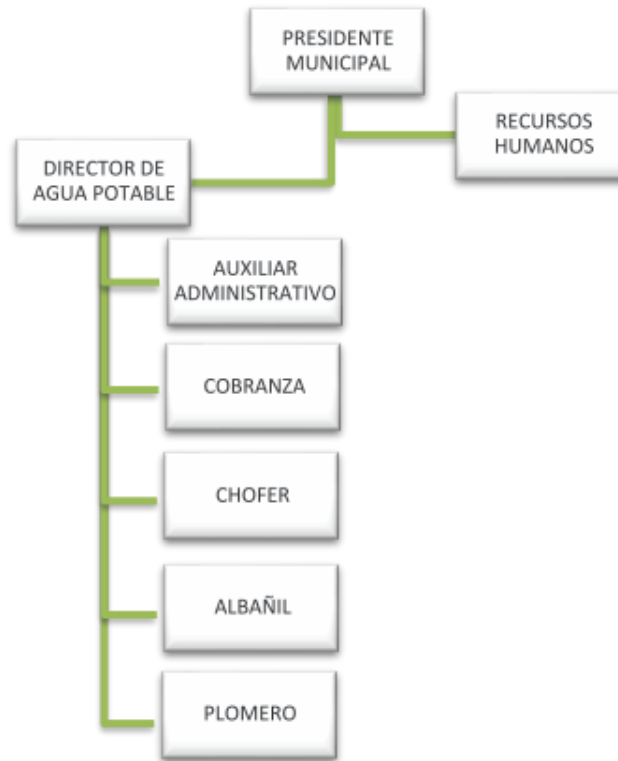 PRESIDENTE
MUNICIPAL
RECURSOS
HUMANOS
DIRECTOR DE
AGUA POTABLE
AUXILIAR
ADMINISTRATIVO
COBRANZA
CHOFER
ALBAÑIL
PLOMERO